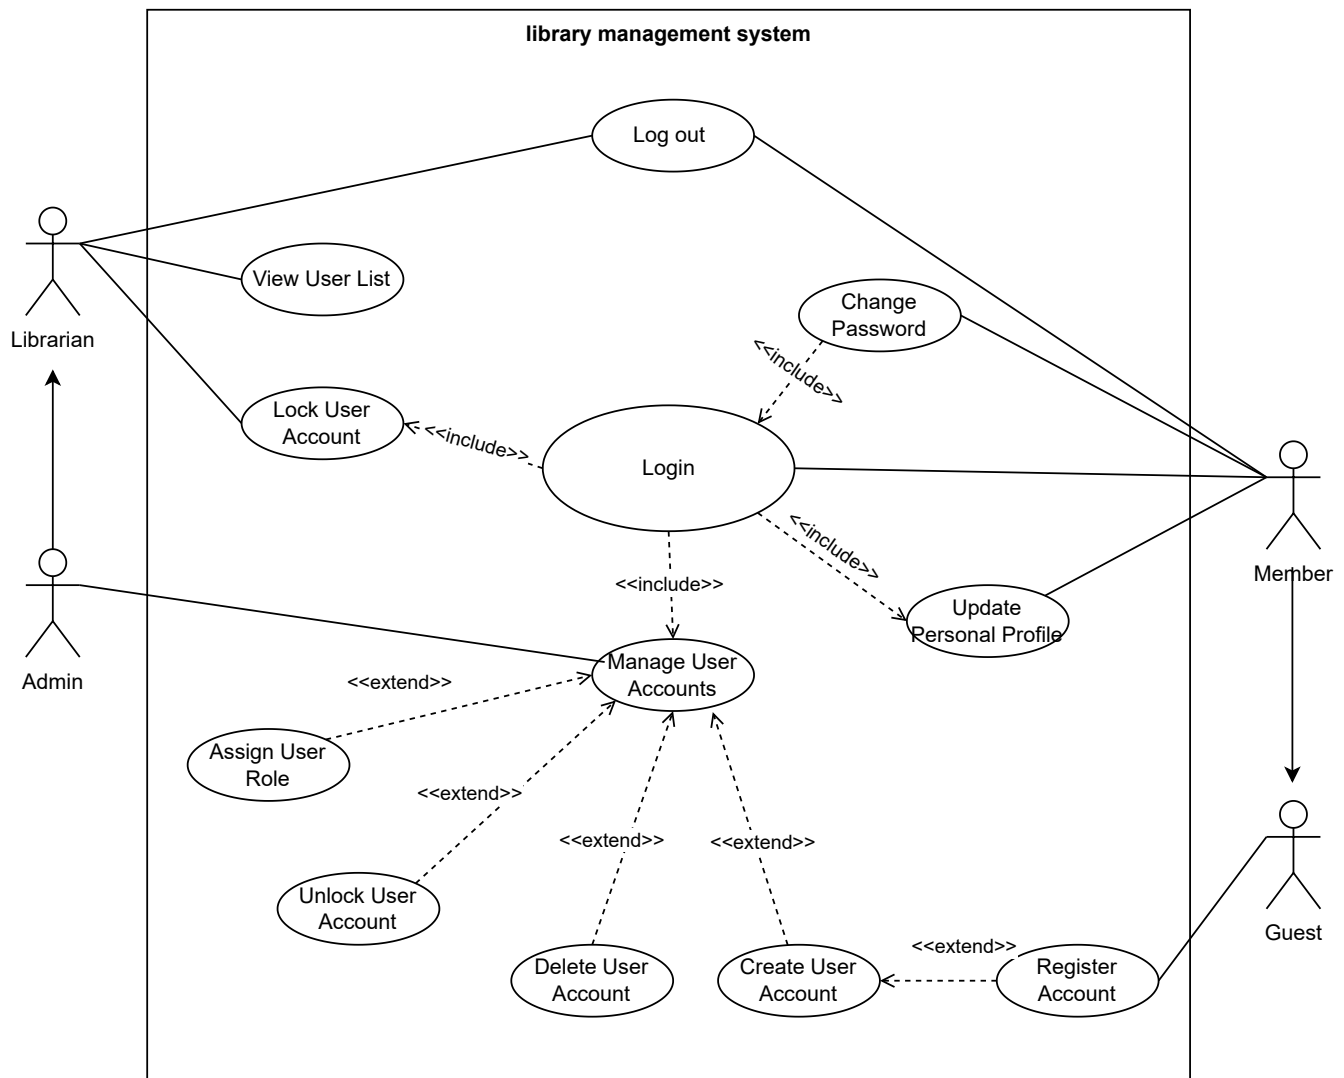 library management system
Log out
View User List
Change
Password
<<include>>
Librarian
Lock User
Account
<<include>>
Login
<<include>>
<<include>>
Member
Update
Personal Profile
Admin
Manage User
Accounts
<<extend>>
Assign User
Role
<<extend>>
<<extend>>
<<extend>>
Unlock User
Account
Guest
<<extend>>
Delete User
Account
Create User
Account
Register
Account